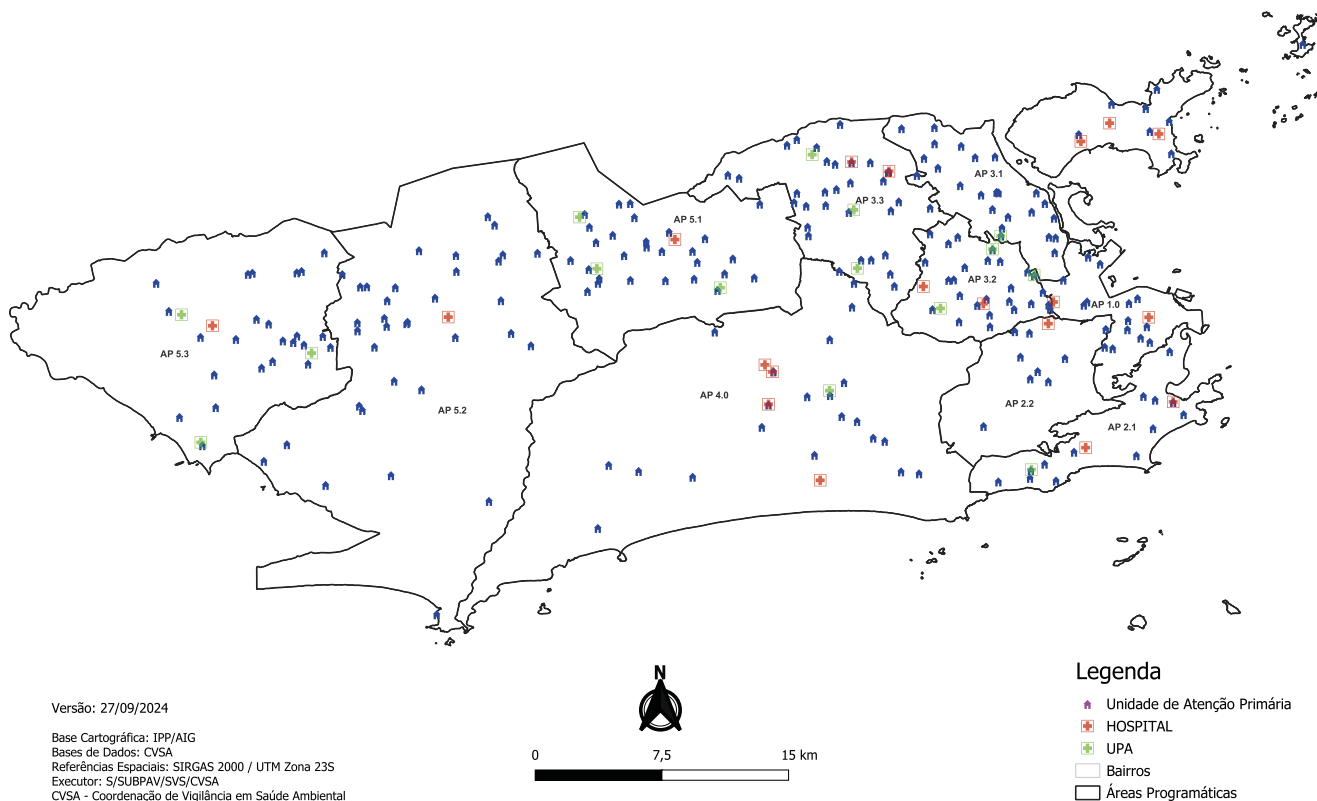 AP 3.1
AP 3.3
AP 5.1
AP 3.2
AP 1.0
AP 5.3
AP 4.0
AP 2.2
AP 5.2
AP 2.1
N
0 7,5 15 km
Versão: 27/09/2024
Base Cartográfica: IPP/AIG
Bases de Dados: CVSA
Referências Espaciais: SIRGAS 2000 / UTM Zona 23S
Executor: S/SUBPAV/SVS/CVSA
CVSA - Coordenação de Vigilância em Saúde Ambiental
Legenda
Unidade de Atenção Primária
HOSPITAL
UPA
Bairros
Áreas Programáticas